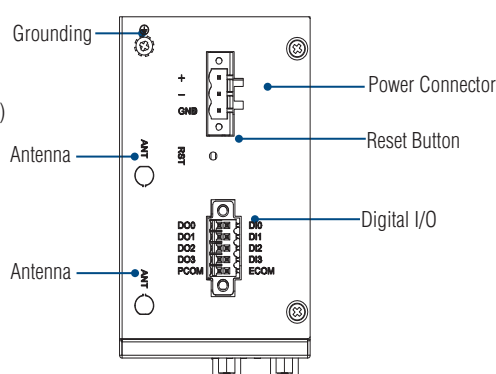 Grounding
+
–
GND
Power Connector
)
Reset Button
Antenna
ANT
RST
Digital I/O
DO0 DI0
DO1 DI1
DO2 DI2
DO3 DI3
PCOM ECOM
Antenna
ANT